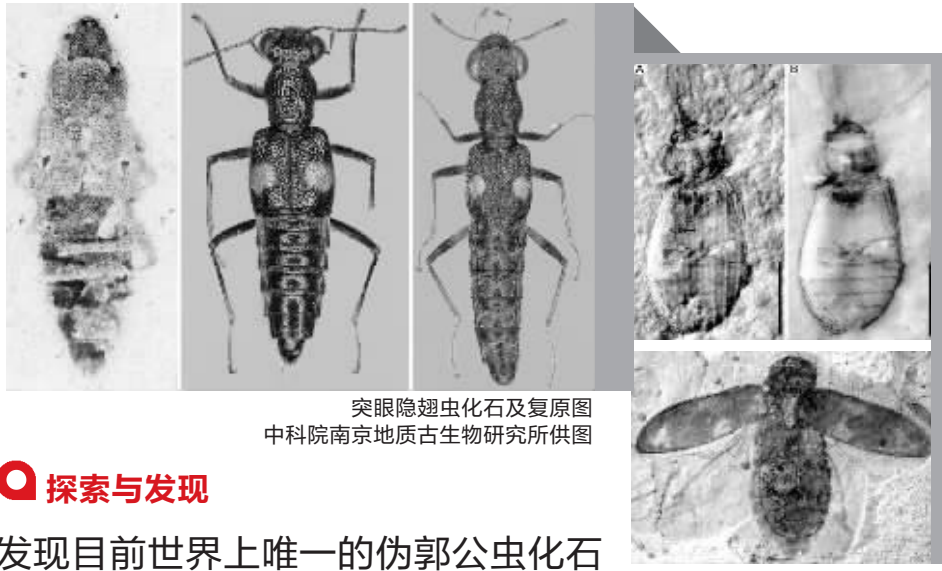 A
B
突眼隐翅虫化石及复原图
中科院南京地质古生物研究所供图
探索与发现
发现目前世界上唯一的伪郭公虫化石